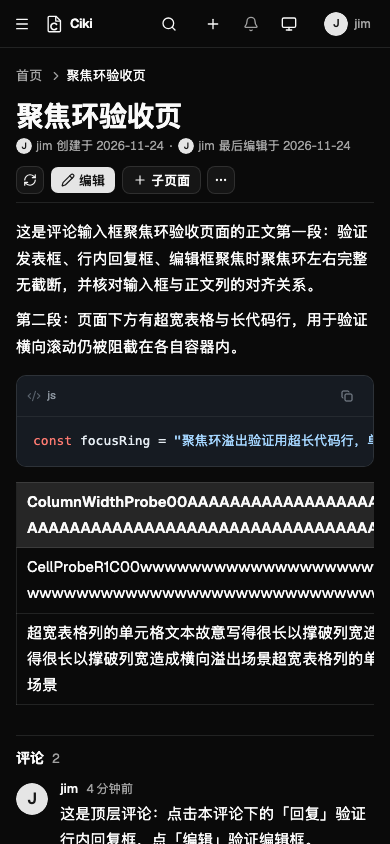 Ciki
J jim
首页 > 聚焦环验收页
聚焦环验收页
J jim 创建于 2026-11-24 · J jim 最后编辑于 2026-11-24
编辑 + 子页面 ...
这是评论输入框聚焦环验收页面的正文第一段：验证
发表框、行内回复框、编辑框聚焦时聚焦环左右完整
无截断，并核对输入框与正文列的对齐关系。
第二段：页面下方有超宽表格与长代码行，用于验证
横向滚动仍被阻截在各自容器内。
</> js
const focusRing = "聚焦环溢出验证用超长代码行，
ColumnWidthProbe00AAAAAAAAAAAAAAAAAA
AAAAAAAAAAAAAAAAAAAAAAAAAAAAAAAAA
CellProbeR1C00wwwwwwwwwwwwwwwwwwww
wwwwwwwwwwwwwwwwwwwwwwwwwwwww
超宽表格列的单元格文本故意写得很长以撑破列宽造
得很长以撑破列宽造成横向溢出场景超宽表格列的单
场景
评论 2
J jim 4 分钟前
这是顶层评论：点击本评论下的「回复」验证
行内回复框，点「编辑」验证编辑框。